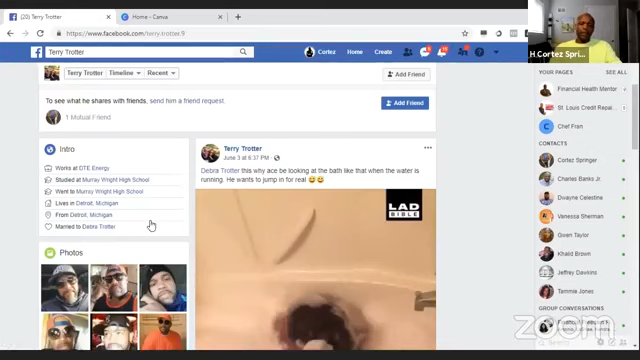 (20) Terry Trotter
Home - Canva
https://www.facebook.com/terry.trotter.9
Terry Trotter
Cortez
Home
Terry Trotter
Timeline
Recent
Add Friend
To see what he shares with friends, send him a friend request.
Add Friend
1 Mutual Friend
Intro
Works at DTE Energy
Studied at Murray Wright High School
Went to Murray Wright High School
Lives in Detroit, Michigan
From Detroit, Michigan
Married to Debra Trotter
Photos
Terry Trotter
June 3 at 6:37 PM
Debra Trotter this why ace be looking at the bath like that when the water is
running. He wants to jump in for real
LAD
BIBLE
H Cortez Spri...
YOUR PAGES
SEE ALL
Financial Health Mentor
St. Louis Credit Repai...
Chef Fran
CONTACTS
Cortez Springer
Charles Banks Jr.
Dwayne Celestine
Vanessa Sherman
Gwen Taylor
Khalid Brown
Jeffrey Dawkins
Tammie Jones
GROUP CONVERSATIONS
Search
zoom